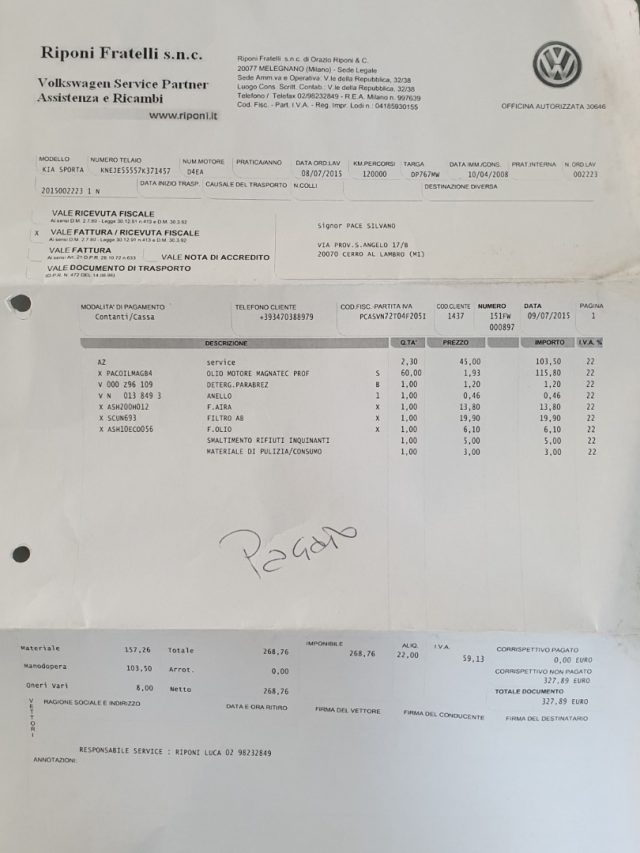 Riponi Fratelli s.n.c.
Volkswagen Service Partner
Assistenza e Ricambi
www.riponi.it
Riponi Fratelli s.n.c. di Orazio Riponi & C.
20077 MELEGNANO (Milano) - Sede Legale
Sede Amm.va e Operativa: V.le della Repubblica, 32/38
Luogo Cons. Scritt. Contab.: V.le della Repubblica, 32/38
Telefono / Telefax 02/98232849 - R.E.A. Milano n. 997639
Cod. Fisc. - Part. I.V.A. - Reg. Impr. Lodi n.: 04185930155
OFFICINA AUTORIZZATA 30646
MODELLO NUMERO TELAIO NUM.MOTORE PRATICA/ANNO DATA ORD.LAV KM.PERCORSI TARGA DATA IMM./CONS. PRAT.INTERNA N. ORD.LAV
KIA SPORTA KNEJE55557K371457 D4EA 08/07/2015 120000 DP767MW 10/04/2008 002223
DATA INIZIO TRASP. CAUSALE DEL TRASPORTO N.COLLI DESTINAZIONE DIVERSA
2015002223 1 N
VALE RICEVUTA FISCALE
X VALE FATTURA / RICEVUTA FISCALE
VALE FATTURA
VALE NOTA DI ACCREDITO
VALE DOCUMENTO DI TRASPORTO
Signor PACE SILVANO
VIA PROV.S.ANGELO 17/B
20070 CERRO AL LAMBRO (MI)
MODALITA' DI PAGAMENTO TELEFONO CLIENTE COD.FISC.-PARTITA IVA COD.CLIENTE NUMERO DATA PAGINA
Contanti/Cassa +393470388979 PCASVN72T04F205I 1437 151FW 09/07/2015 1
000897
DESCRIZIONE Q.TA' PREZZO IMPORTO I.V.A. %
AZ service 2,30 45,00 103,50 22
X PACOILMAGB4 OLIO MOTORE MAGNATEC PROF S 60,00 1,93 115,80 22
V 000 296 109 DETERG.PARABREZ B 1,00 1,20 1,20 22
V N 013 849 3 ANELLO 1 1,00 0,46 0,46 22
X ASH200H012 F.AIRA X 1,00 13,80 13,80 22
X SCUN693 FILTRO AB X 1,00 19,90 19,90 22
X ASH10ECO056 F.OLIO X 1,00 6,10 6,10 22
SMALTIMENTO RIFIUTI INQUINANTI 1,00 5,00 5,00 22
MATERIALE DI PULIZIA/CONSUMO 1,00 3,00 3,00 22
Pagato
Materiale 157,26 Totale 268,76 IMPONIBILE 268,76 ALIQ. 22,00 I.V.A. 59,13 CORRISPETTIVO PAGATO
0,00 EURO
Manodopera 103,50 Arrot. 0,00 CORRISPETTIVO NON PAGATO
327,89 EURO
Oneri Vari 8,00 Netto 268,76 TOTALE DOCUMENTO
327,89 EURO
VETTORI RAGIONE SOCIALE E INDIRIZZO DATA E ORA RITIRO FIRMA DEL VETTORE FIRMA DEL CONDUCENTE FIRMA DEL DESTINATARIO
RESPONSABILE SERVICE : RIPONI LUCA 02 98232849
ANNOTAZIONI: